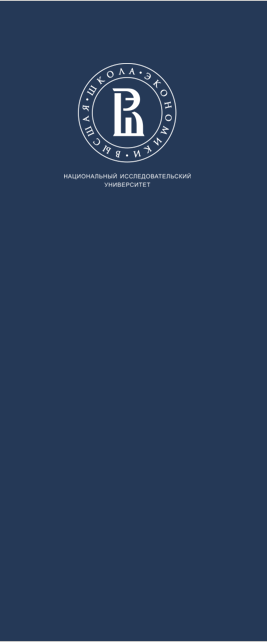 ВЫСШАЯ • ШКОЛА • ЭКОНОМИКИ •
НАЦИОНАЛЬНЫЙ ИССЛЕДОВАТЕЛЬСКИЙ
УНИВЕРСИТЕТ